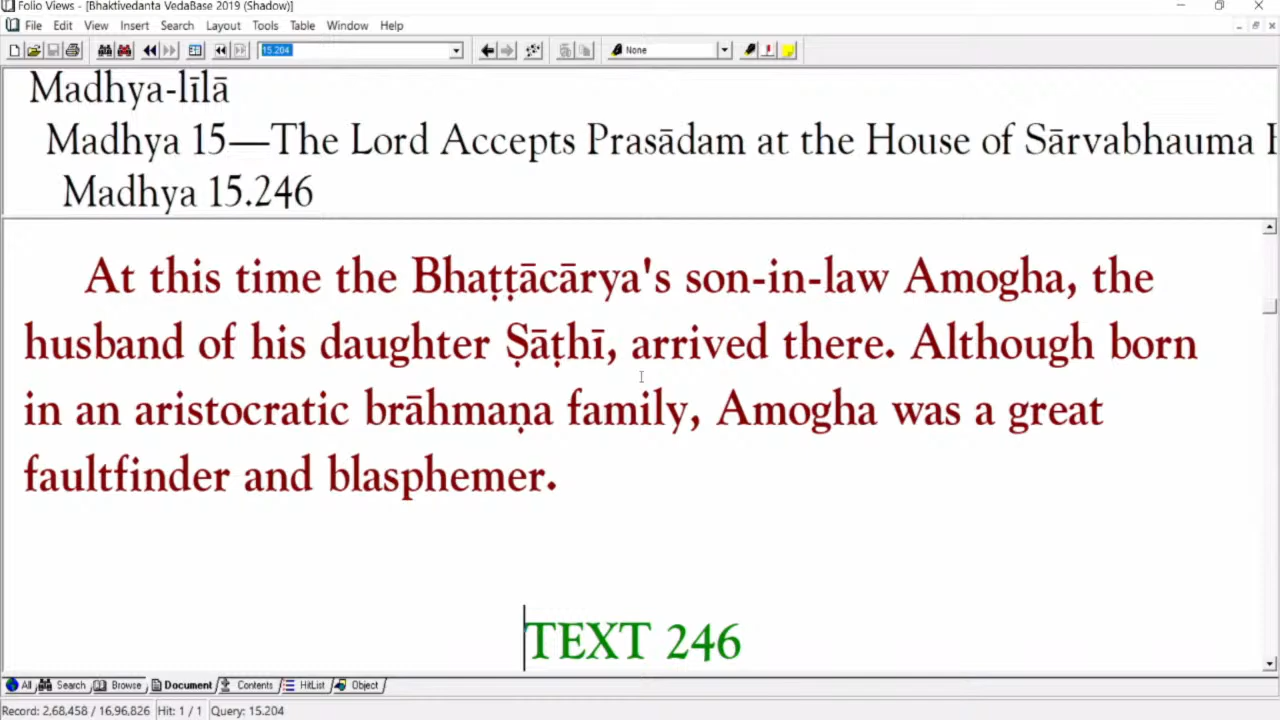 Folio Views - [Bhaktivedanta VedaBase 2019 (Shadow)]
File Edit View Insert Search Layout Tools Table Window Help
15.204 None
Madhya-līlā
Madhya 15—The Lord Accepts Prasādam at the House of Sārvabhauma
Madhya 15.246
At this time the Bhaṭṭācārya's son-in-law Amogha, the
husband of his daughter Ṣāṭhī, arrived there. Although born
in an aristocratic brāhmaṇa family, Amogha was a great
faultfinder and blasphemer.
TEXT 246
All Search Browse Document Contents HitList Object
Record: 2,68,458 / 16,96,826 Hit: 1 / 1 Query: 15.204